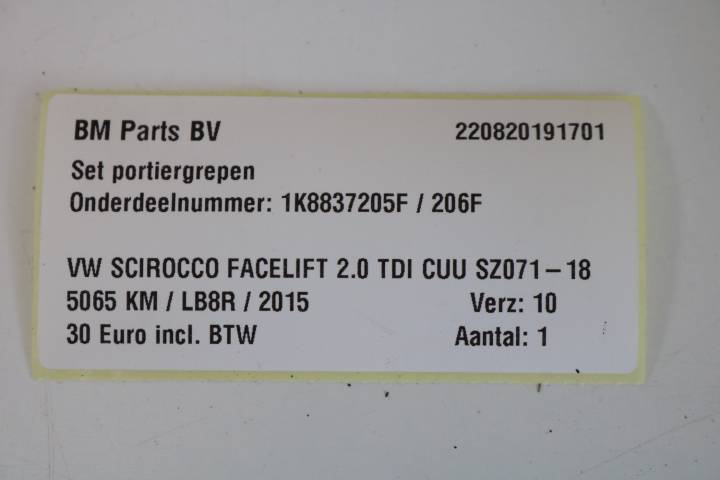 BM Parts BV 220820191701
Set portiergrepen
Onderdeelnummer: 1K8837205F / 206F
VW SCIROCCO FACELIFT 2.0 TDI CUU SZ071-18
5065 KM / LB8R / 2015 Verz: 10
30 Euro incl. BTW Aantal: 1